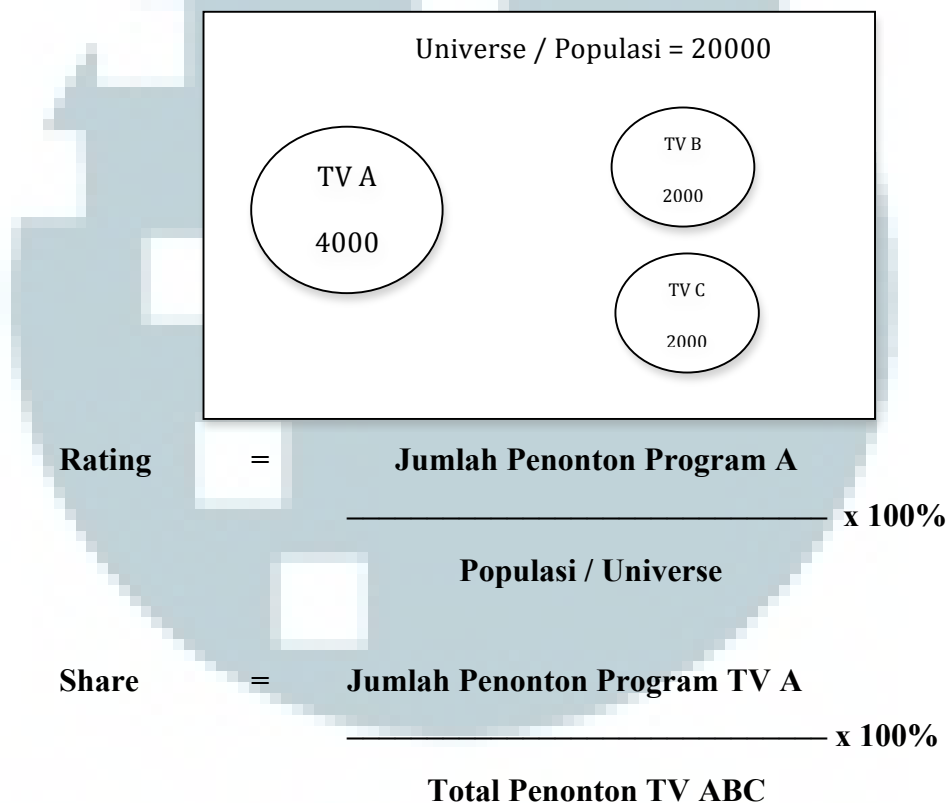 Universe / Populasi = 20000
TV A
4000
TV B
2000
TV C
2000
Rating = Jumlah Penonton Program A
x 100%
Populasi / Universe
Share = Jumlah Penonton Program TV A
x 100%
Total Penonton TV ABC